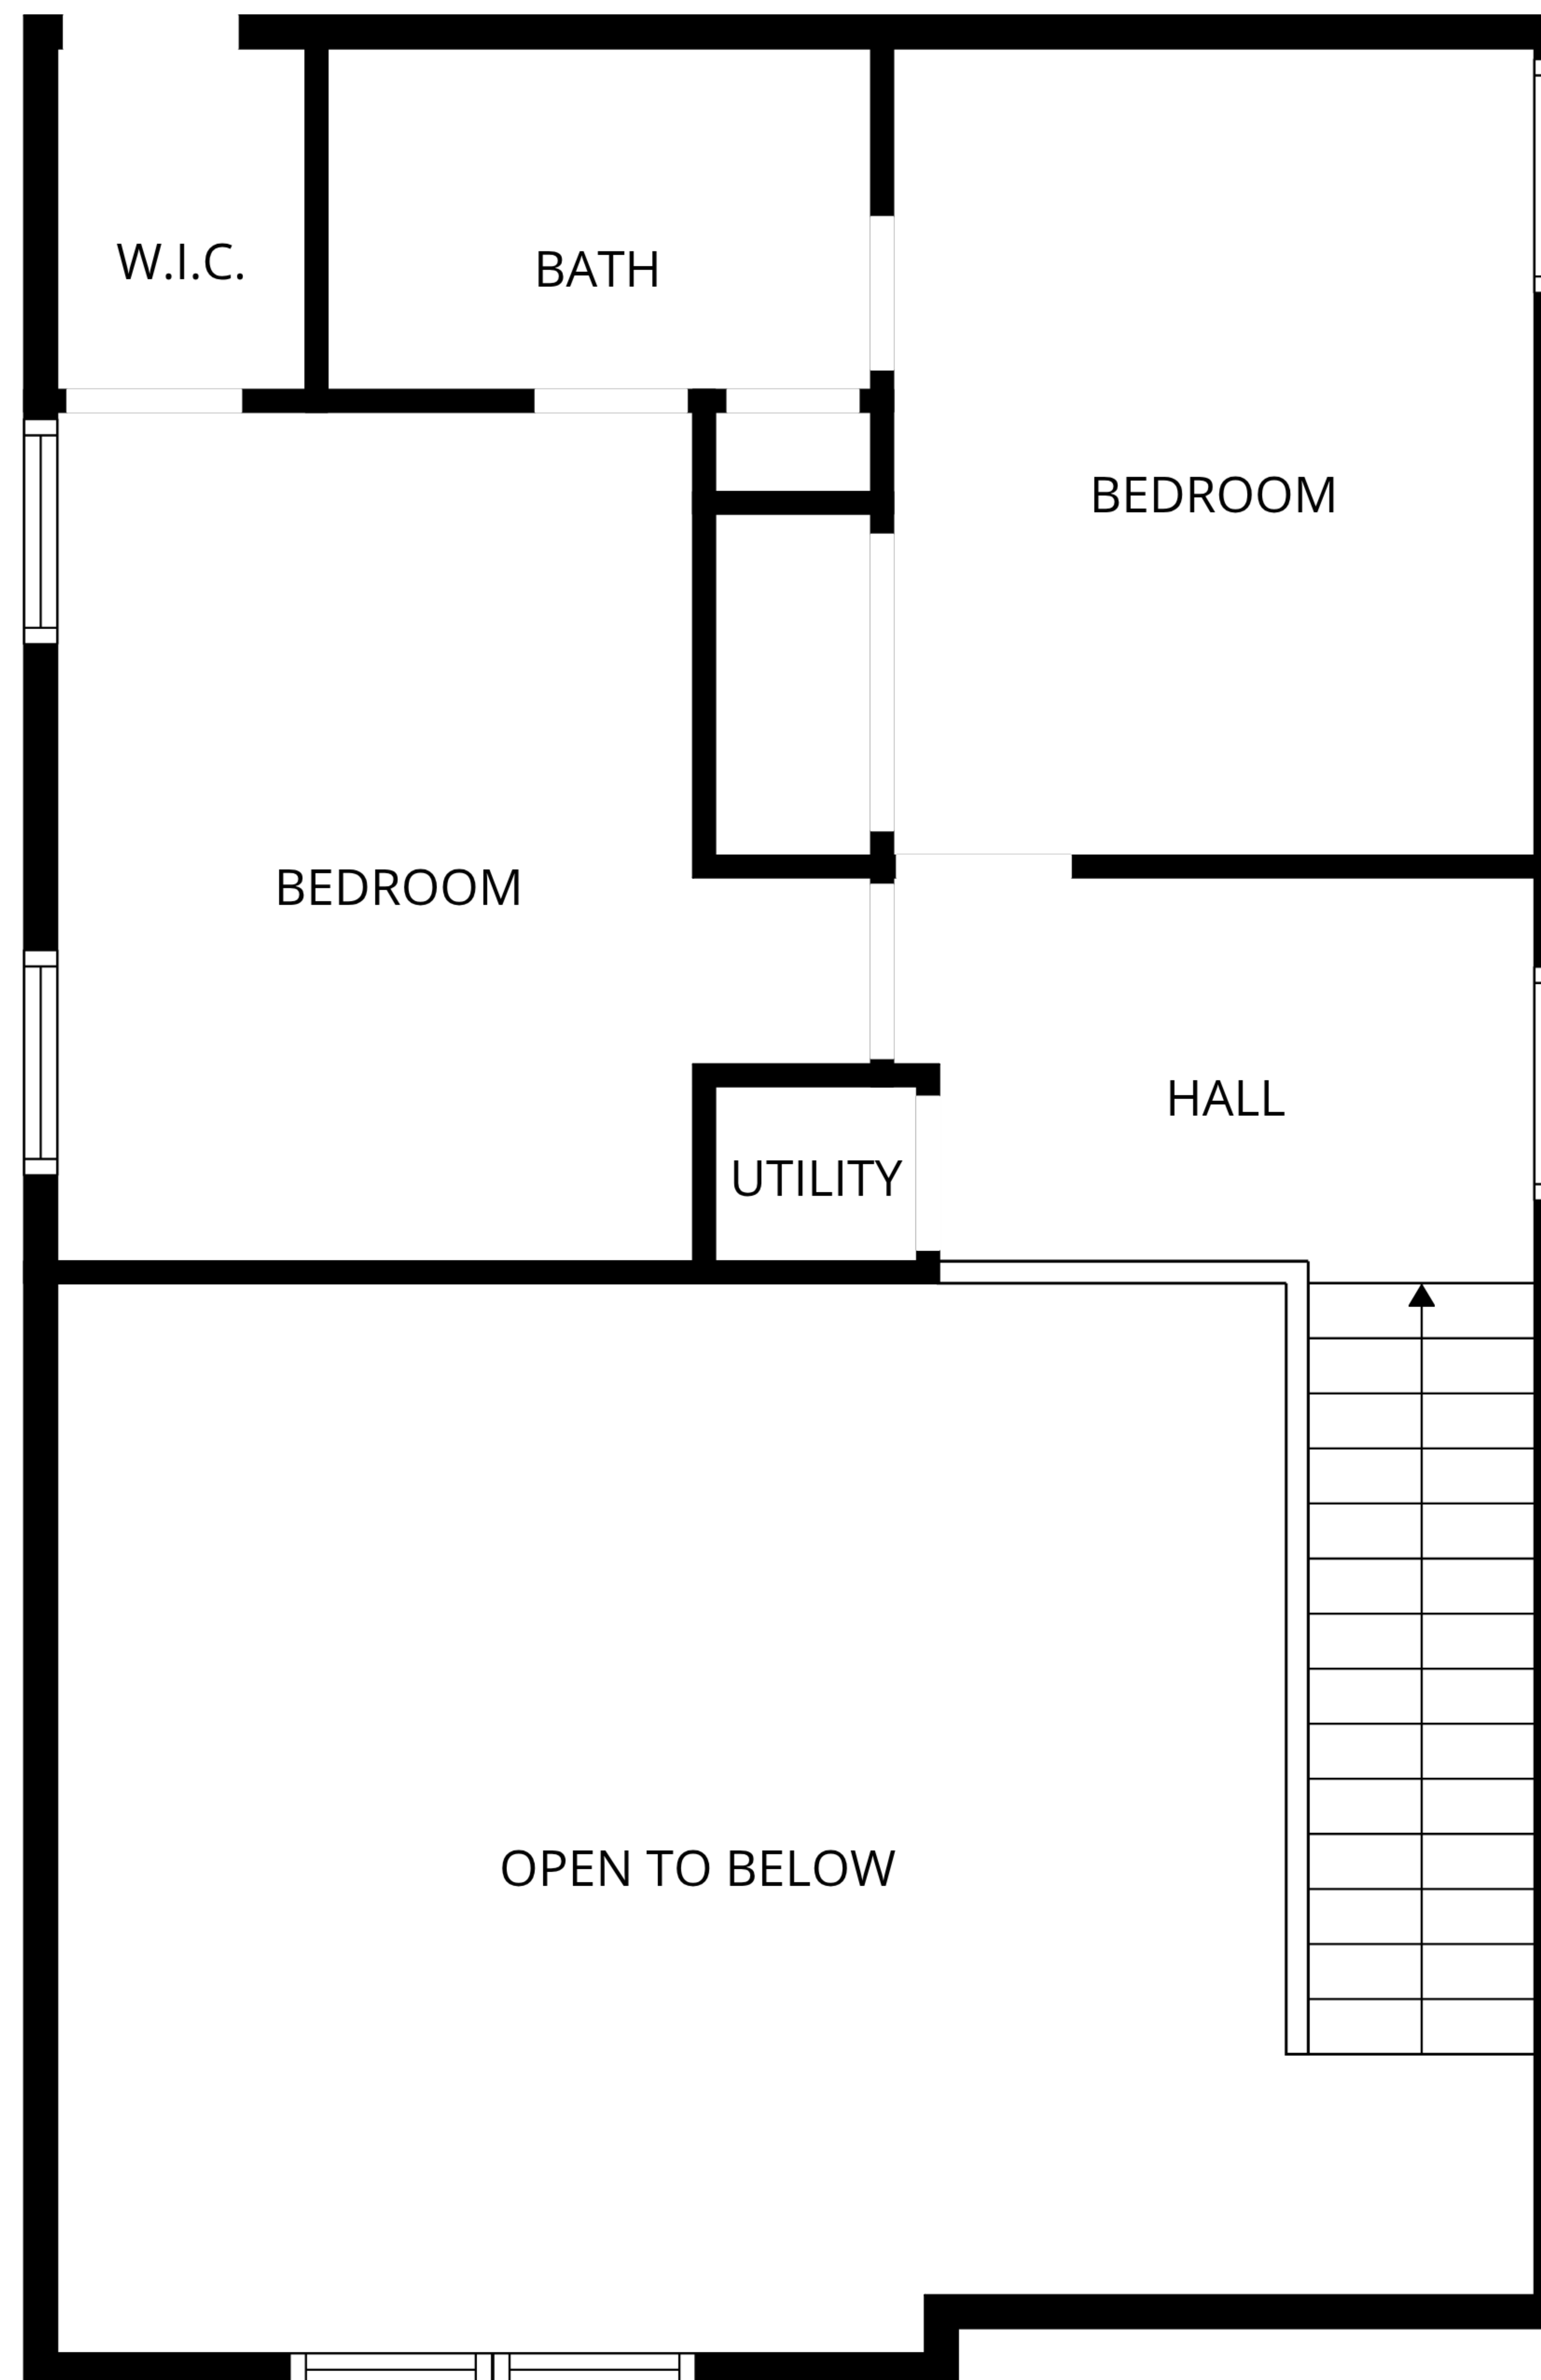 W.I.C.
BATH
BEDROOM
BEDROOM
HALL
UTILITY
OPEN TO BELOW